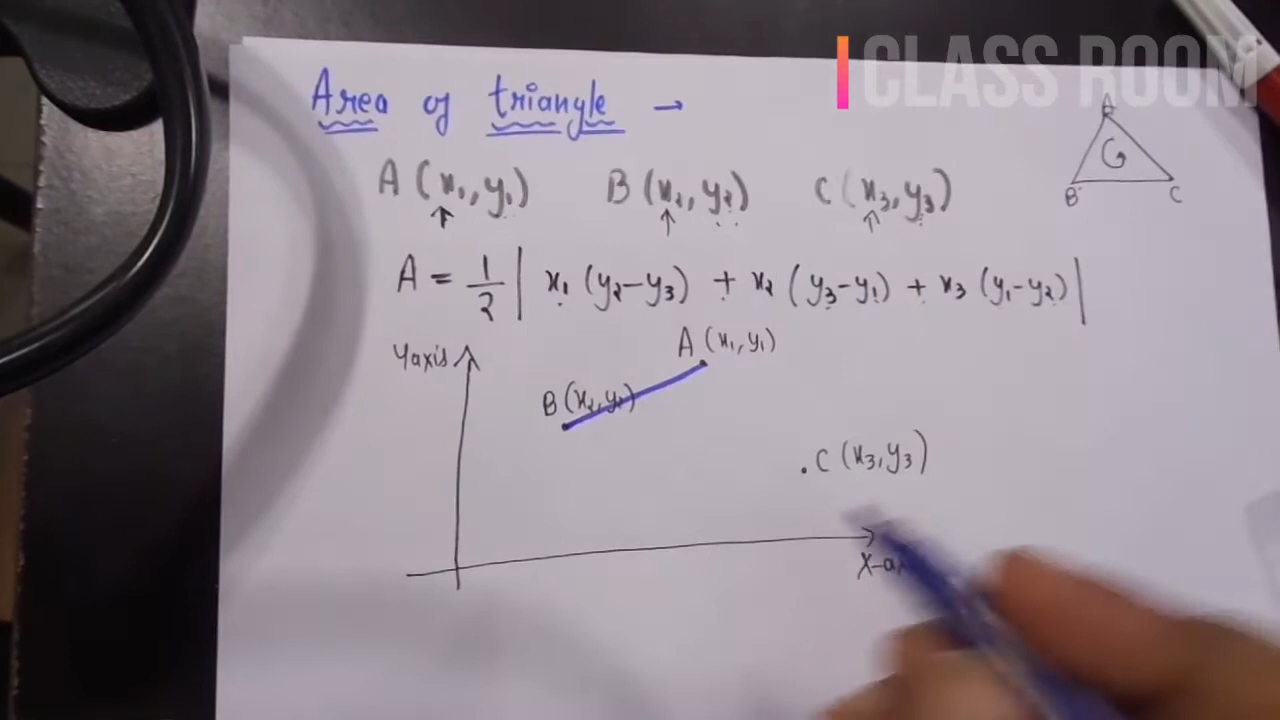 CLASS ROOM
Area of triangle →
A (x₁, y₁) B (x₂, y₂) C (x₃, y₃)
A = 1/2 | x₁ (y₂-y₃) + x₂ (y₃-y₁) + x₃ (y₁-y₂) |
A
G
B C
Yaxis
A (x₁, y₁)
B (x₂, y₂)
C (x₃, y₃)